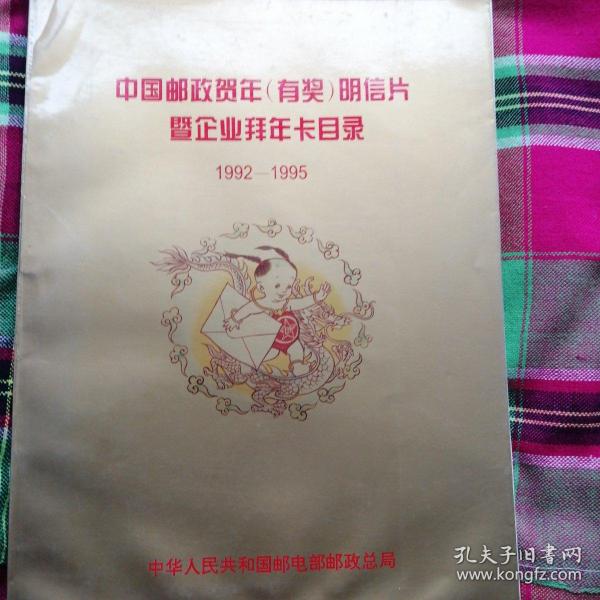 中国邮政贺年(有奖)明信片
暨企业拜年卡目录
1992—1995
中华人民共和国邮电部邮政总局
孔夫子旧书网
www.kongfz.com